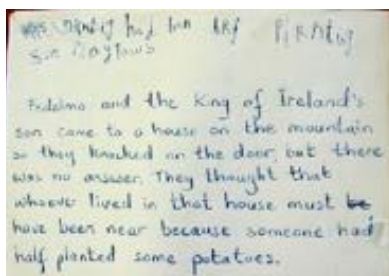 had
Fedelma and the King of Ireland's
son came to a house on the mountain
so they knocked on the door, but there
was no answer. They thought that
whoever lived in that house must be
have been near because someone had
half planted some potatoes.